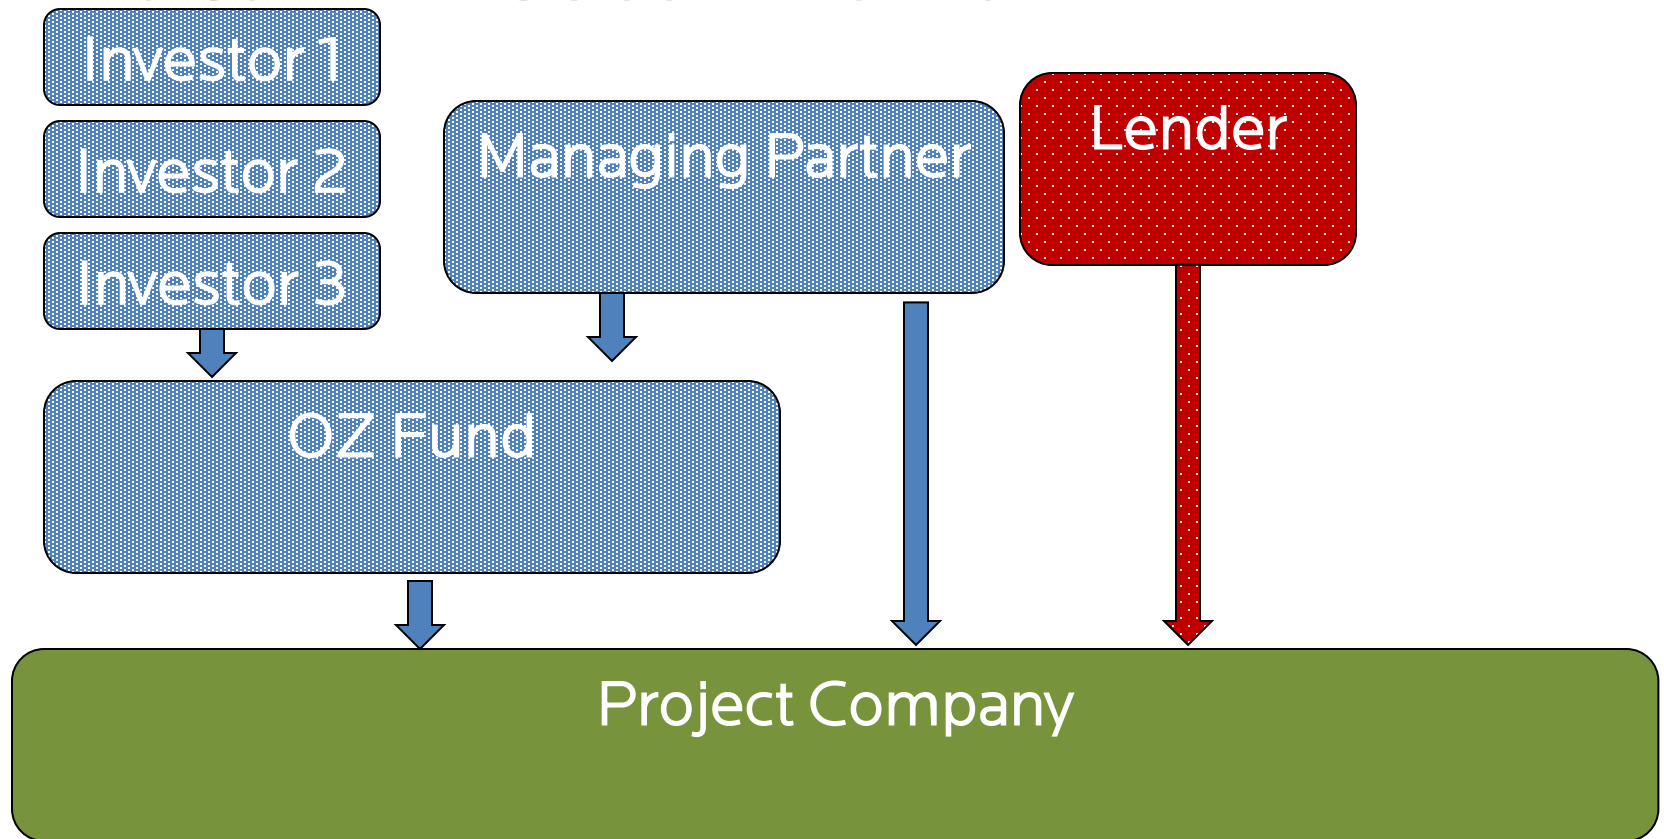 Investor 1
Investor 2
Investor 3
Managing Partner
Lender
OZ Fund
Project Company